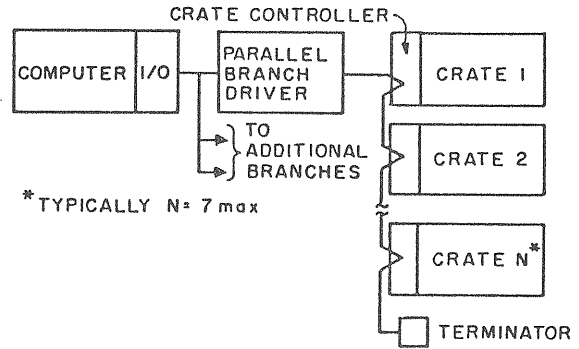 CRATE CONTROLLER
COMPUTER
I/O
PARALLEL
BRANCH
DRIVER
CRATE 1
TO
ADDITIONAL
BRANCHES
CRATE 2
*TYPICALLY N= 7 max
CRATE N*
TERMINATOR